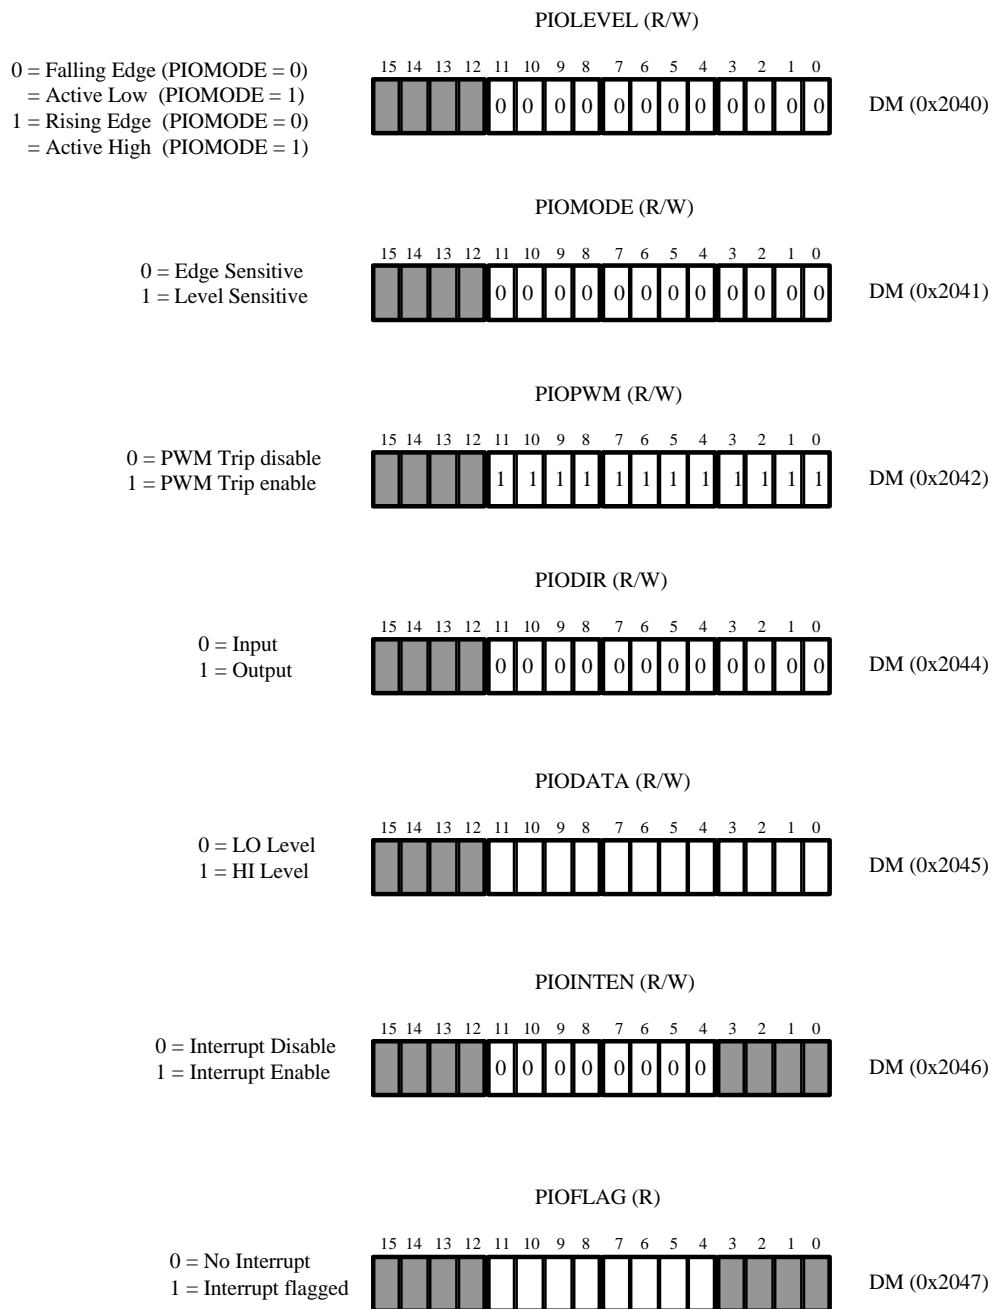 PIOLEVEL (R/W)
0 = Falling Edge (PIOMODE = 0)
= Active Low (PIOMODE = 1)
1 = Rising Edge (PIOMODE = 0)
= Active High (PIOMODE = 1)
15 14 13 12 11 10 9 8 7 6 5 4 3 2 1 0
0 0 0 0 0 0 0 0 0 0 0 0
DM (0x2040)
PIOMODE (R/W)
0 = Edge Sensitive
1 = Level Sensitive
15 14 13 12 11 10 9 8 7 6 5 4 3 2 1 0
0 0 0 0 0 0 0 0 0 0 0 0
DM (0x2041)
PIOPWM (R/W)
0 = PWM Trip disable
1 = PWM Trip enable
15 14 13 12 11 10 9 8 7 6 5 4 3 2 1 0
1 1 1 1 1 1 1 1 1 1 1 1
DM (0x2042)
PIODIR (R/W)
0 = Input
1 = Output
15 14 13 12 11 10 9 8 7 6 5 4 3 2 1 0
0 0 0 0 0 0 0 0 0 0 0 0
DM (0x2044)
PIODATA (R/W)
0 = LO Level
1 = HI Level
15 14 13 12 11 10 9 8 7 6 5 4 3 2 1 0
DM (0x2045)
PIOINTEN (R/W)
0 = Interrupt Disable
1 = Interrupt Enable
15 14 13 12 11 10 9 8 7 6 5 4 3 2 1 0
0 0 0 0 0 0 0 0
DM (0x2046)
PIOFLAG (R)
0 = No Interrupt
1 = Interrupt flagged
15 14 13 12 11 10 9 8 7 6 5 4 3 2 1 0
DM (0x2047)